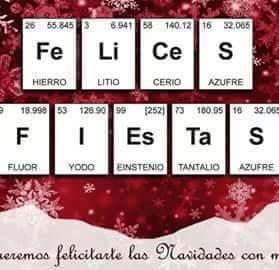 26 55.845 3 6.941 58 140.12 16 32.065
Fe Li Ce S
HIERRO LITIO CERIO AZUFRE
18.998 53 126.90 99 [252] 73 180.95 16 32.065
F I Es Ta S
FLUOR YODO EINSTENIO TANTALIO AZUFRE
felicitarte las Navidades con